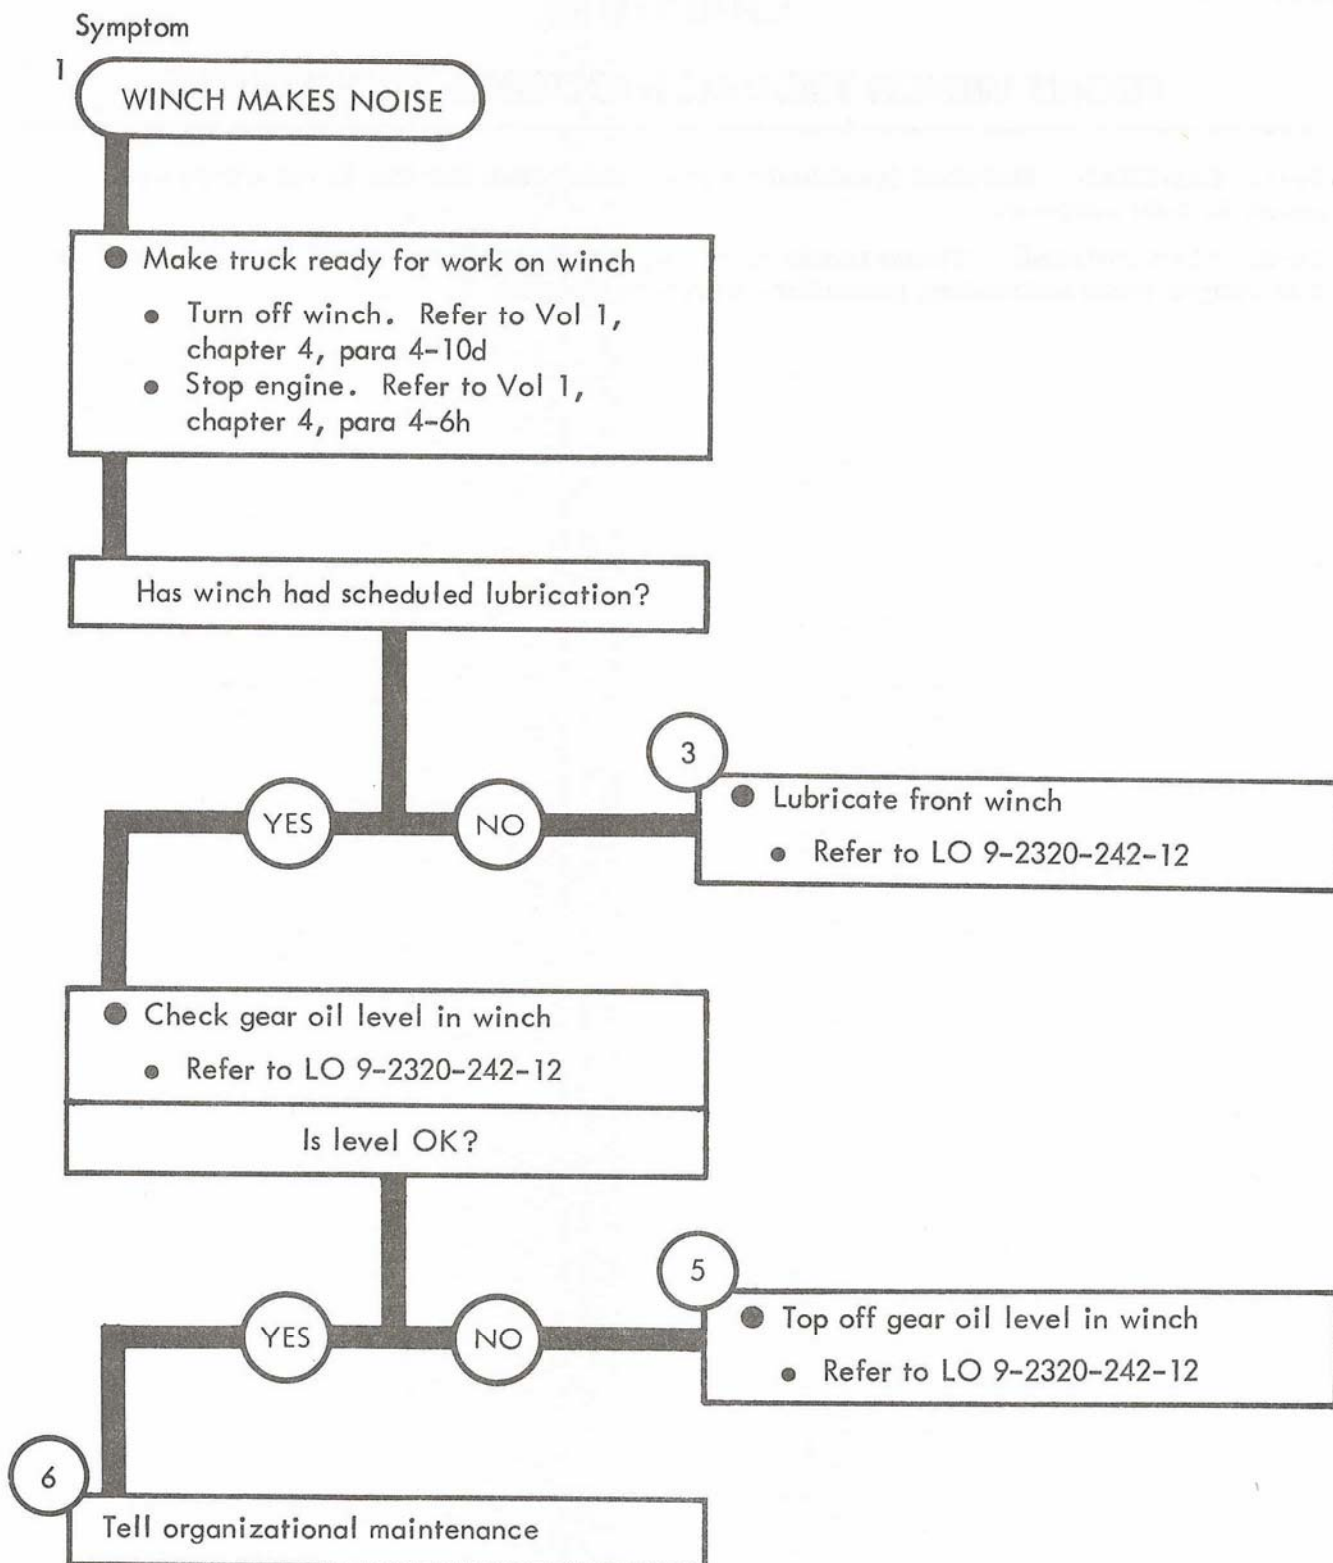 Symptom
1
WINCH MAKES NOISE
● Make truck ready for work on winch
● Turn off winch. Refer to Vol 1,
chapter 4, para 4-10d
● Stop engine. Refer to Vol 1,
chapter 4, para 4-6h
Has winch had scheduled lubrication?
YES
NO
3
● Lubricate front winch
● Refer to LO 9-2320-242-12
● Check gear oil level in winch
● Refer to LO 9-2320-242-12
Is level OK?
YES
NO
5
● Top off gear oil level in winch
● Refer to LO 9-2320-242-12
6
Tell organizational maintenance